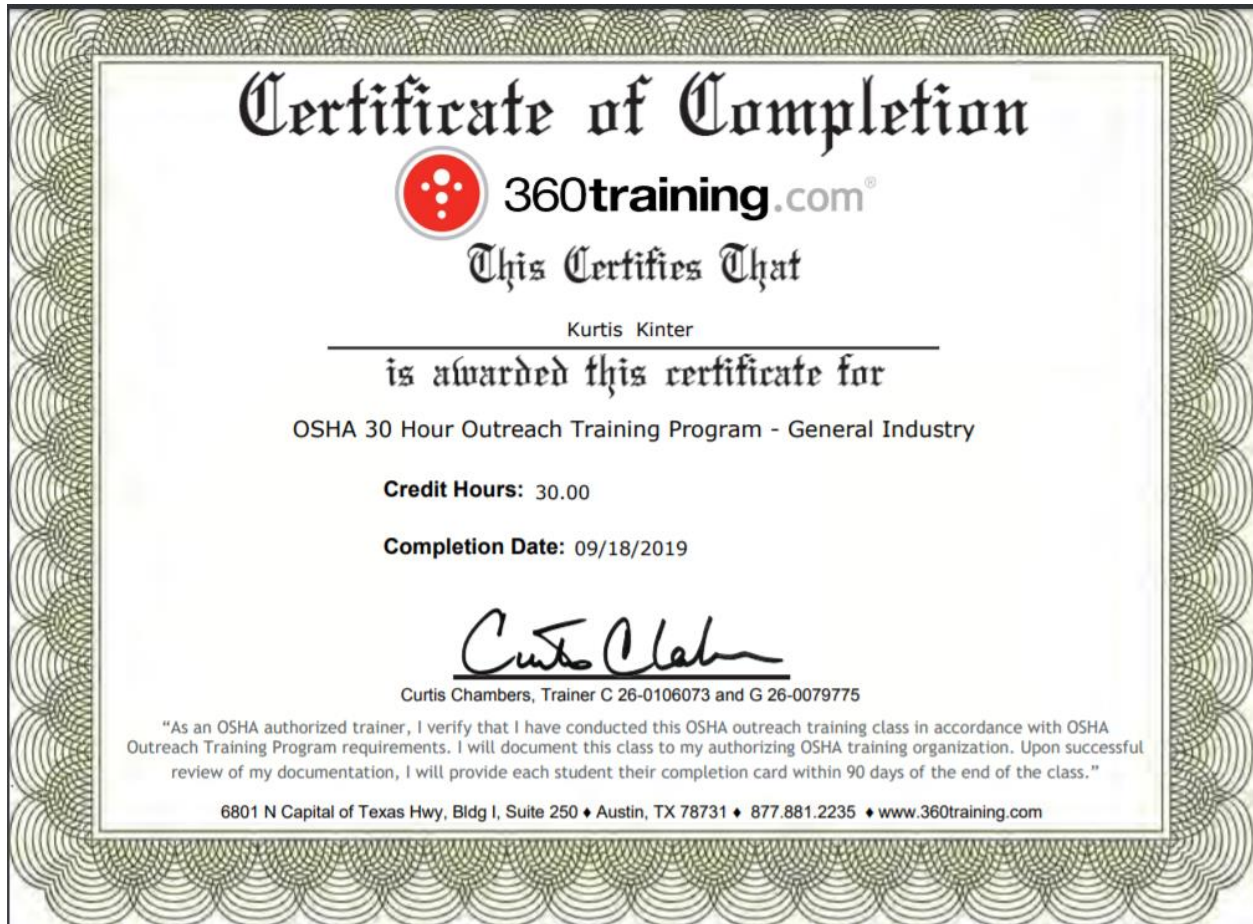 Certificate of Completion
360training.com®
This Certifies That
Kurtis Kinter
is awarded this certificate for
OSHA 30 Hour Outreach Training Program - General Industry
Credit Hours: 30.00
Completion Date: 09/18/2019
Curtis Chambers, Trainer C 26-0106073 and G 26-0079775
“As an OSHA authorized trainer, I verify that I have conducted this OSHA outreach training class in accordance with OSHA
Outreach Training Program requirements. I will document this class to my authorizing OSHA training organization. Upon successful
review of my documentation, I will provide each student their completion card within 90 days of the end of the class.”
6801 N Capital of Texas Hwy, Bldg I, Suite 250 ♦ Austin, TX 78731 ♦ 877.881.2235 ♦ www.360training.com